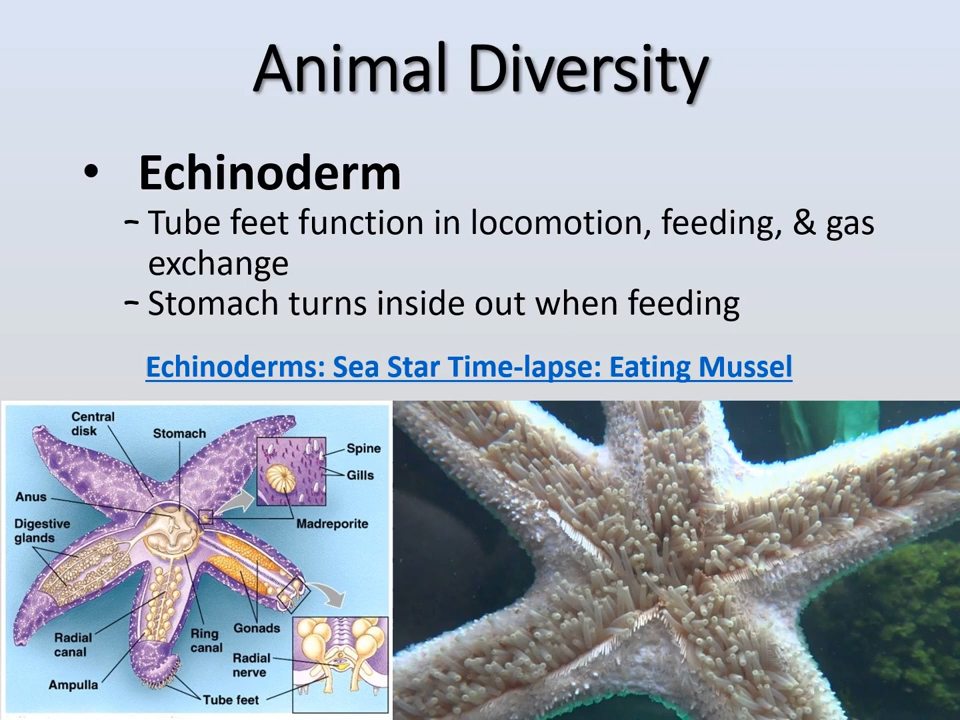 Animal Diversity
• Echinoderm
– Tube feet function in locomotion, feeding, & gas
exchange
– Stomach turns inside out when feeding
Echinoderms: Sea Star Time-lapse: Eating Mussel
Central
disk
Stomach
Spine
Gills
Anus
Madreporite
Digestive
glands
Radial
canal
Ring
canal
Gonads
Radial
nerve
Ampulla
Tube feet